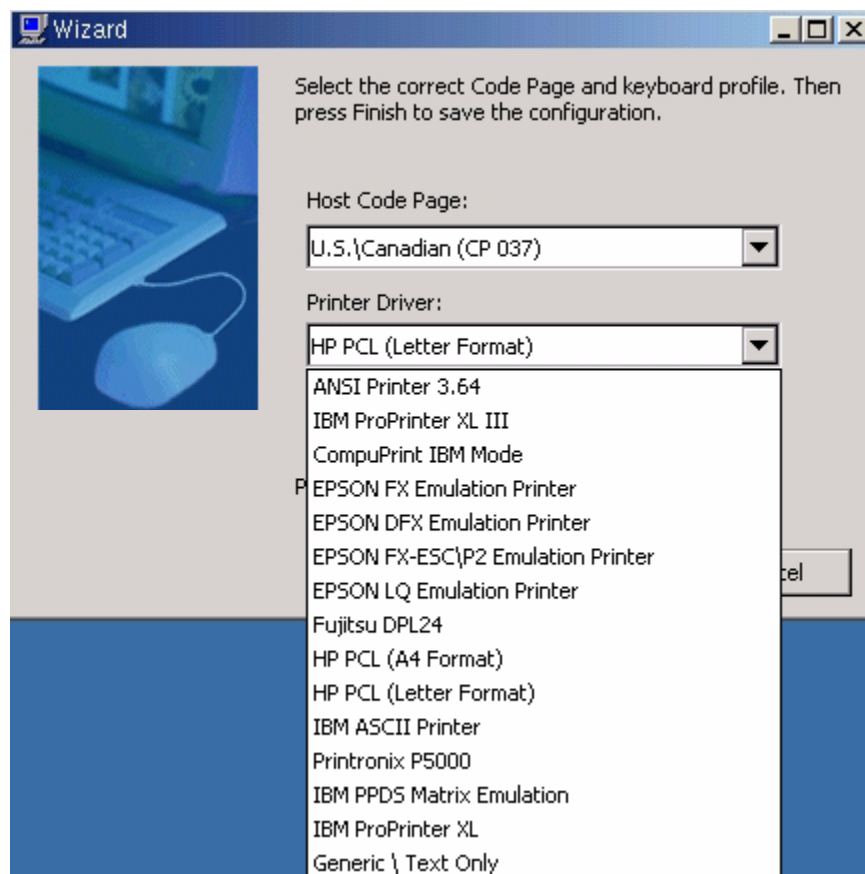 Wizard
Select the correct Code Page and keyboard profile. Then
press Finish to save the configuration.
Host Code Page:
U.S.\Canadian (CP 037)
Printer Driver:
HP PCL (Letter Format)
ANSI Printer 3.64
IBM ProPrinter XL III
CompuPrint IBM Mode
EPSON FX Emulation Printer
EPSON DFX Emulation Printer
EPSON FX-ESC\P2 Emulation Printer
EPSON LQ Emulation Printer
Fujitsu DPL24
HP PCL (A4 Format)
HP PCL (Letter Format)
IBM ASCII Printer
Printronix P5000
IBM PPDS Matrix Emulation
IBM ProPrinter XL
Generic \ Text Only